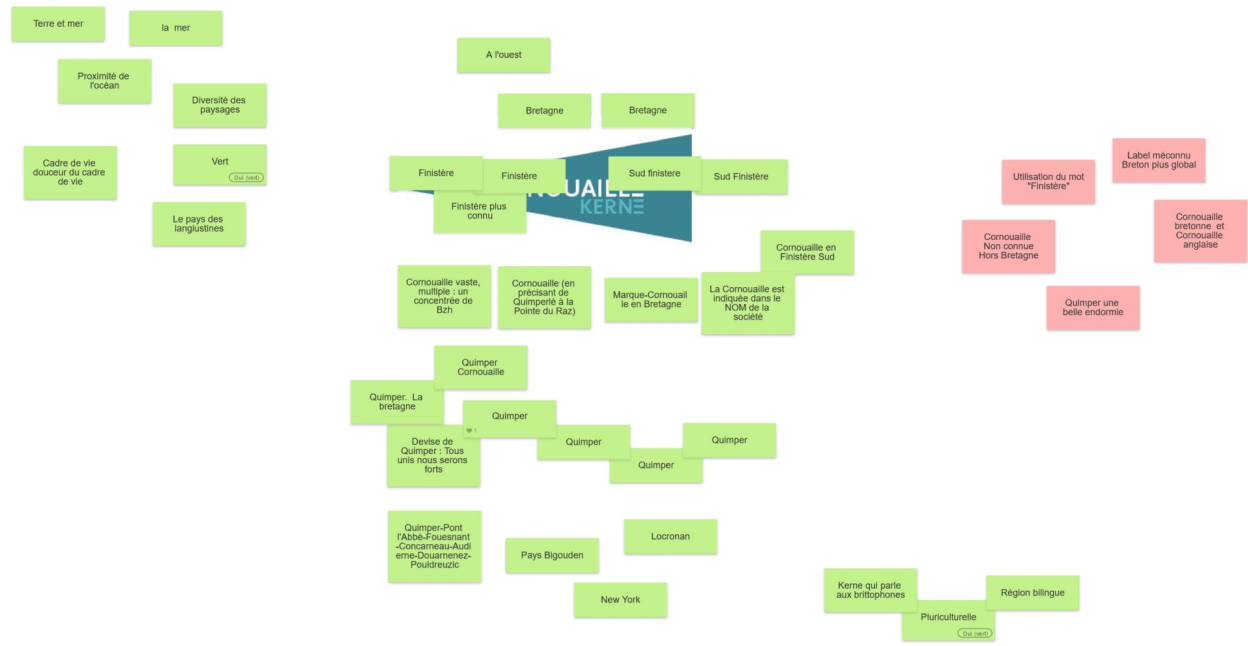 Terre et mer
la mer
Proximité de
l'océan
Diversité des
paysages
Cadre de vie
douceur du cadre
de vie
Vert
Oui (vert)
Le pays des
langiustines
A l'ouest
Bretagne
Bretagne
Finistère
Finistère
Sud finistere
Sud Finistère
NOUAILLE
KERNE
Finistère plus
connu
Cornouaille en
Finistère Sud
Cornouaille vaste,
multiple : un
concentrée de
Bzh
Cornouaille (en
précisant de
Quimperlé à la
Pointe du Raz)
Marque-Cornouail
le en Bretagne
La Cornouaille est
indiquée dans le
NOM de la
société
Quimper
Cornouaille
Quimper. La
bretagne
Quimper
1
Quimper
Quimper
Quimper
Devise de
Quimper : Tous
unis nous serons
forts
Quimper-Pont
l'Abbé-Fouesnant
-Concarneau-Audi
erne-Douarnenez-
Pouldreuzic
Pays Bigouden
Locronan
New York
Label méconnu
Breton plus global
Utilisation du mot
"Finistère"
Cornouaille
bretonne et
Cornouaille
anglaise
Cornouaille
Non connue
Hors Bretagne
Quimper une
belle endormie
Kerne qui parle
aux brittophones
Région bilingue
Pluriculturelle
Oui (vert)